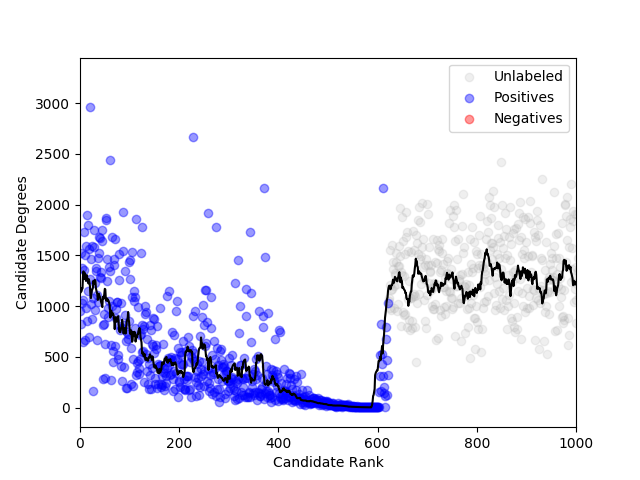 Unlabeled
Positives
Negatives
3000
2500
2000
1500
1000
500
0
Candidate Degrees
0 200 400 600 800 1000
Candidate Rank